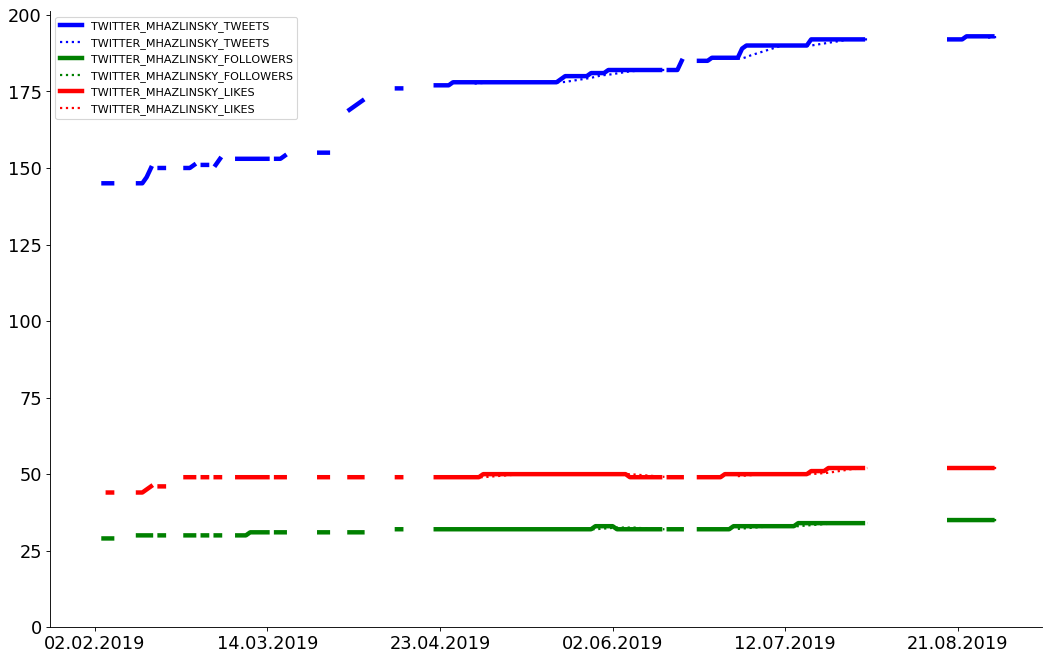 TWITTER_MHAZLINSKY_TWEETS
TWITTER_MHAZLINSKY_TWEETS
TWITTER_MHAZLINSKY_FOLLOWERS
TWITTER_MHAZLINSKY_FOLLOWERS
TWITTER_MHAZLINSKY_LIKES
TWITTER_MHAZLINSKY_LIKES
200
175
150
125
100
75
50
25
0
02.02.2019 14.03.2019 23.04.2019 02.06.2019 12.07.2019 21.08.2019